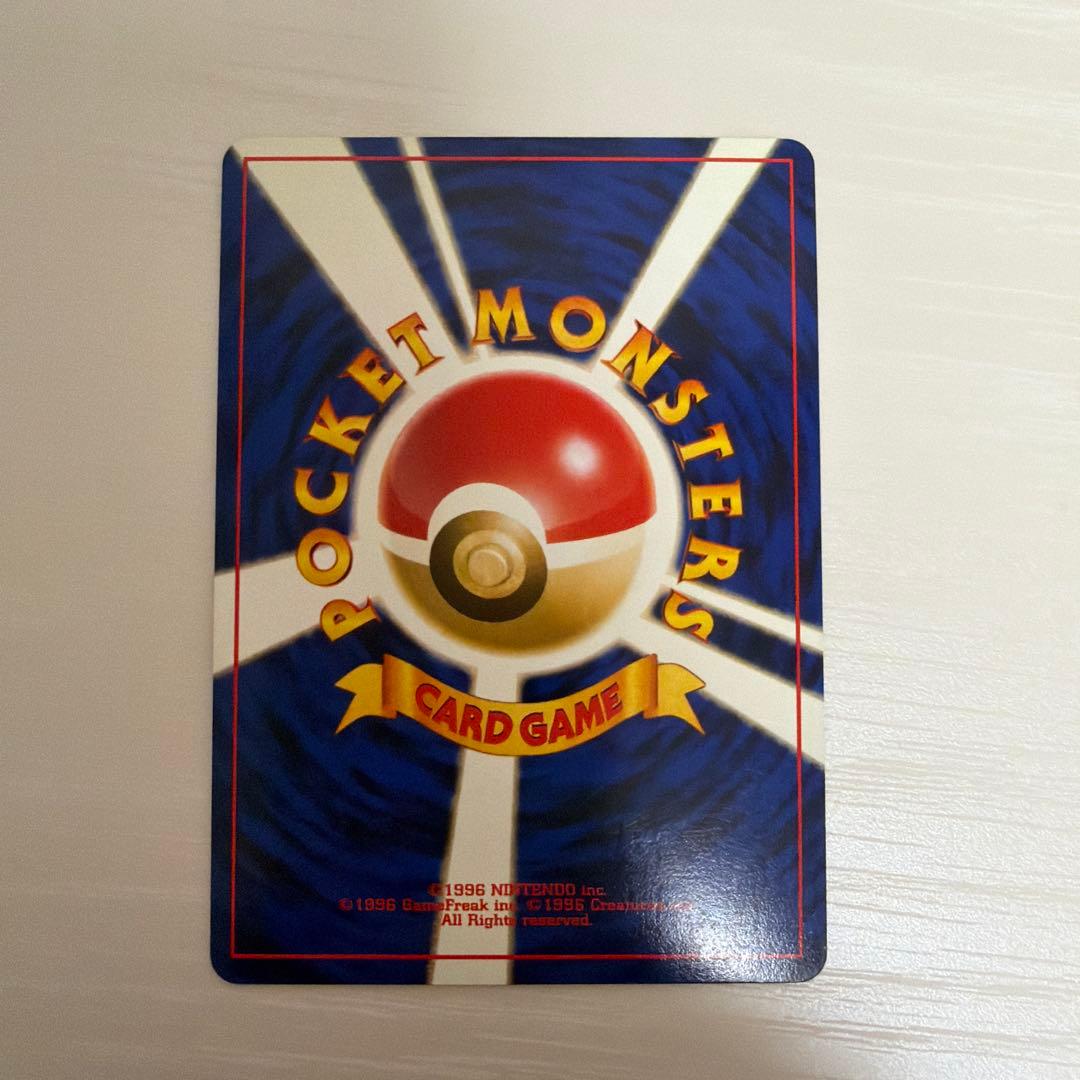 POCKET MONSTERS
CARD GAME
©1996 NINTENDO inc.
©1996 GameFreak inc. ©1996 Creatures inc.
All Rights reserved.